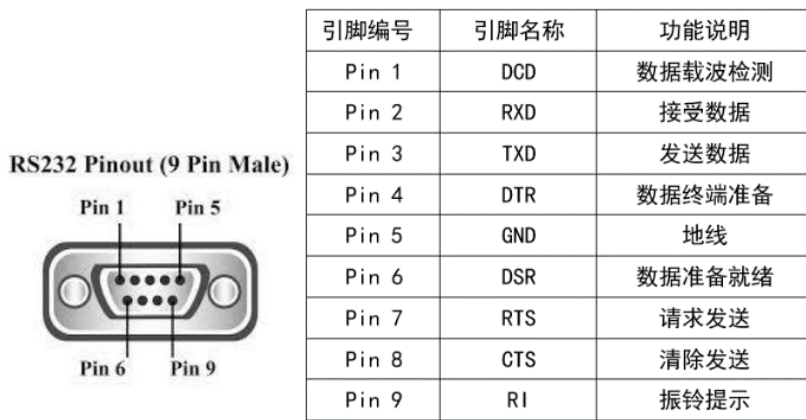 RS232 Pinout (9 Pin Male)
Pin 1 Pin 5
Pin 6 Pin 9
引脚编号 引脚名称 功能说明
Pin 1 DCD 数据载波检测
Pin 2 RXD 接受数据
Pin 3 TXD 发送数据
Pin 4 DTR 数据终端准备
Pin 5 GND 地线
Pin 6 DSR 数据准备就绪
Pin 7 RTS 请求发送
Pin 8 CTS 清除发送
Pin 9 RI 振铃提示